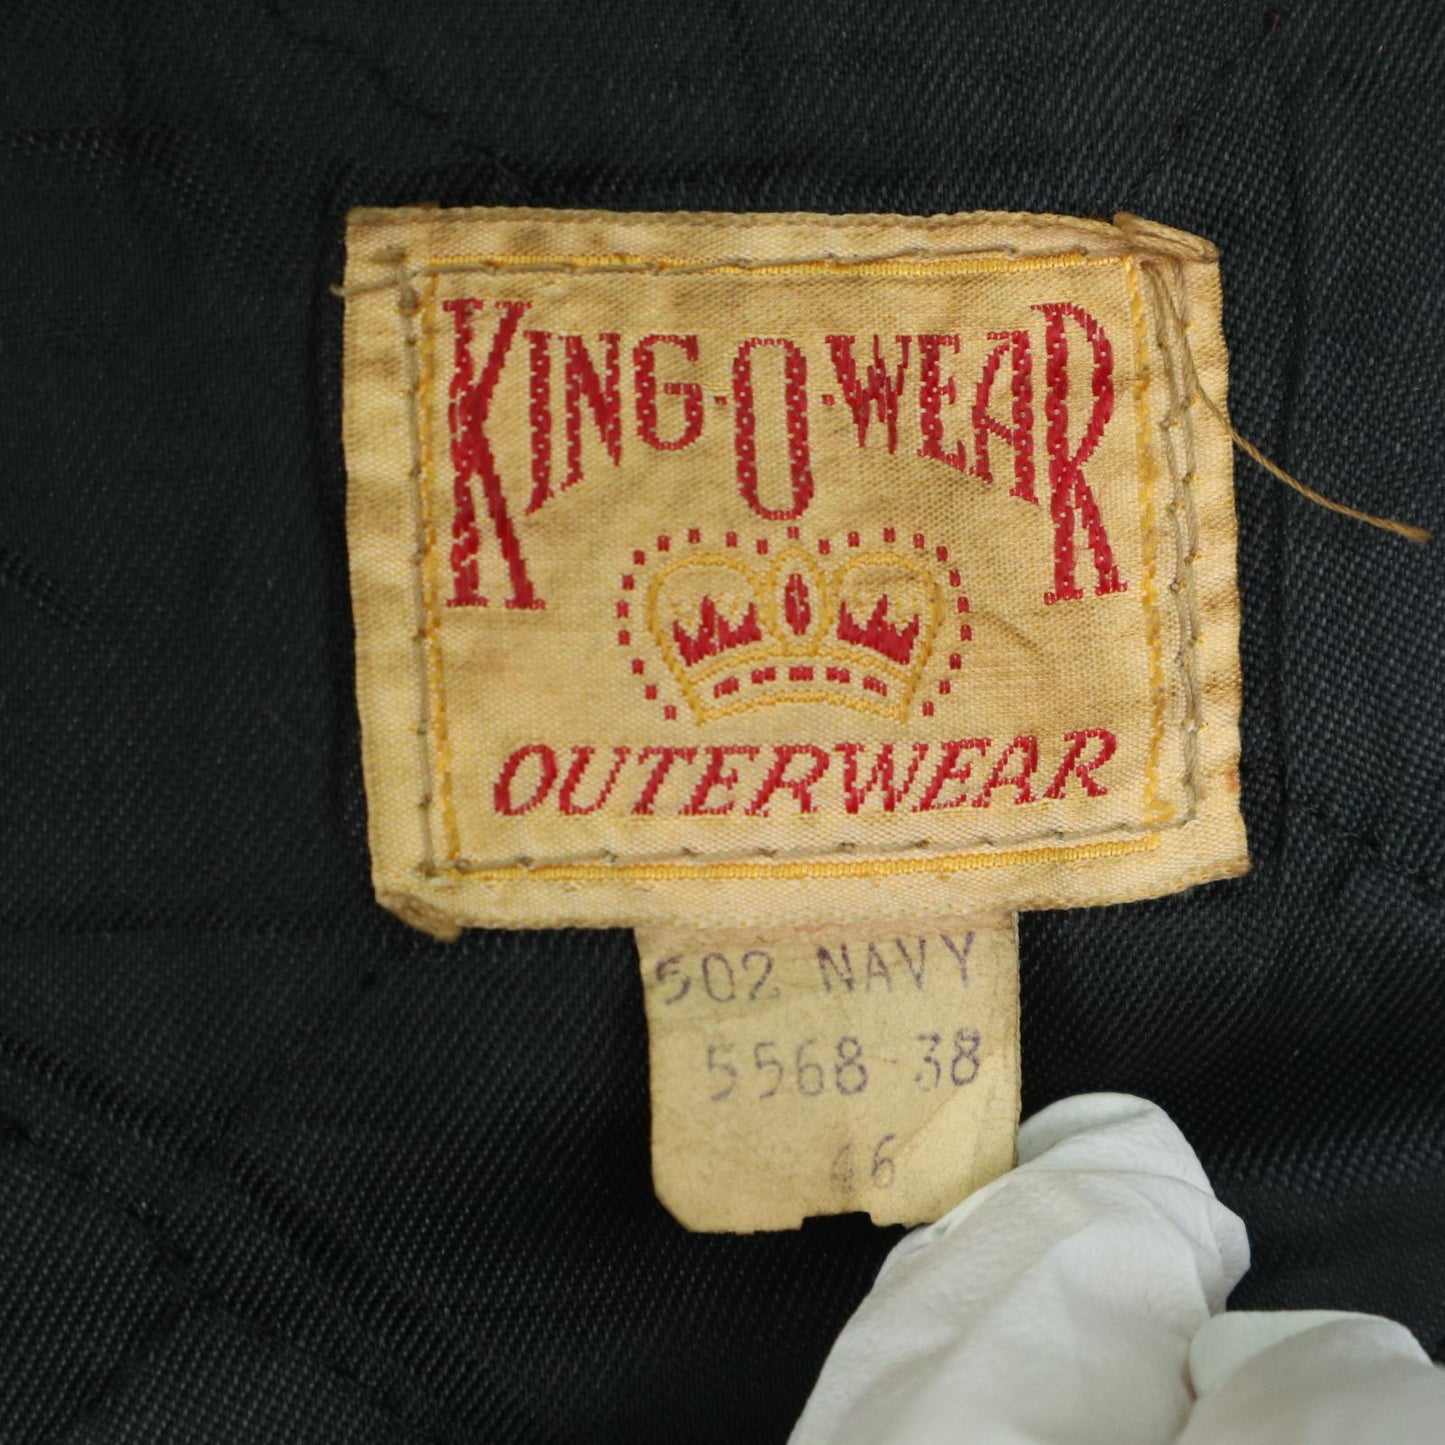 KING-O-WEAR
OUTERWEAR
502 NAVY
5568 38
46